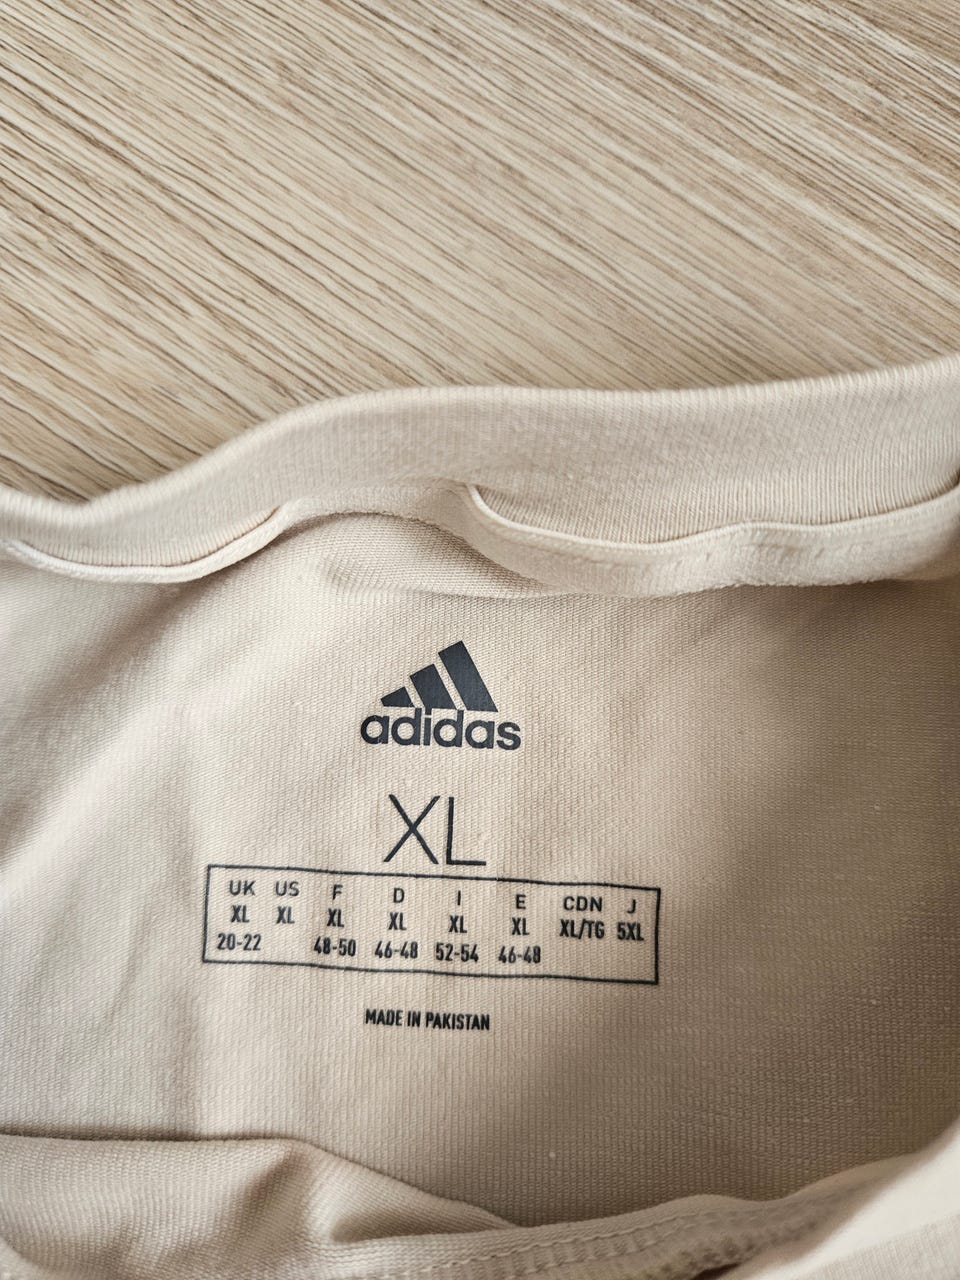 adidas
XL
UK US F D I E CDN J
XL XL XL XL XL XL XL/TG 5XL
20-22 48-50 46-48 52-54 46-48
MADE IN PAKISTAN